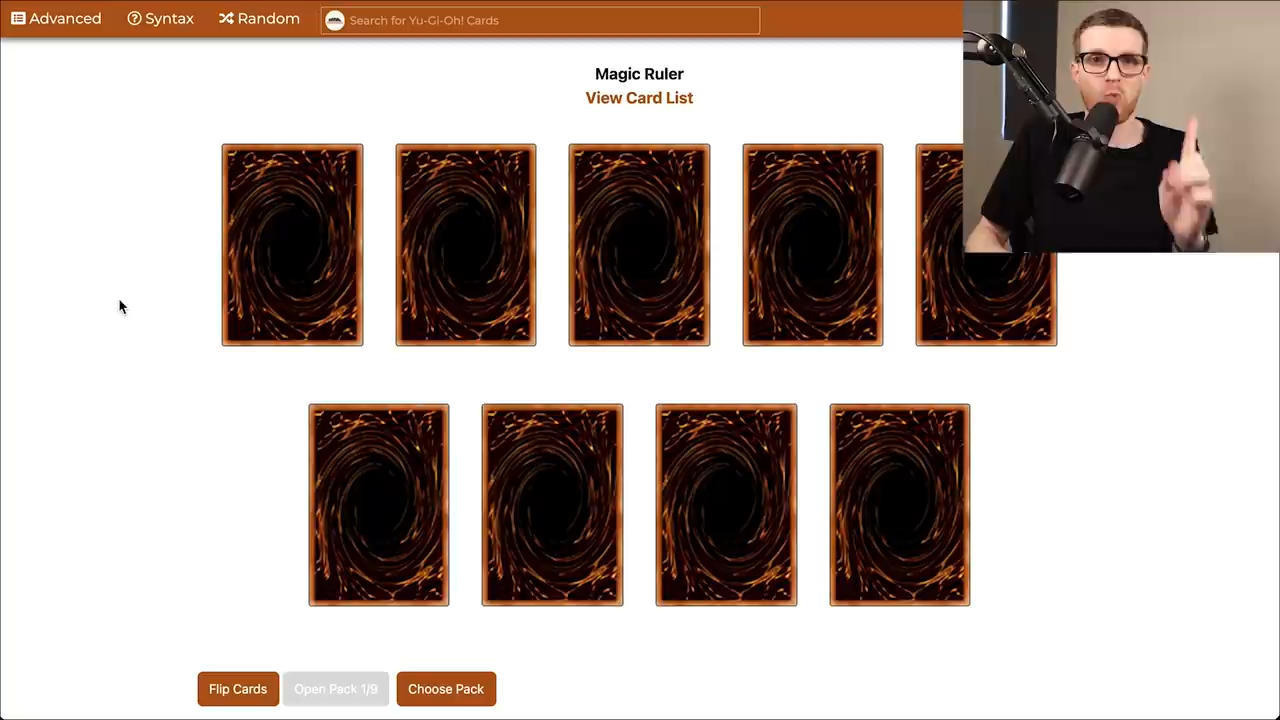 Advanced
Syntax
Random
Search for Yu-Gi-Oh! Cards
Magic Ruler
View Card List
Flip Cards
Open Pack 1/9
Choose Pack